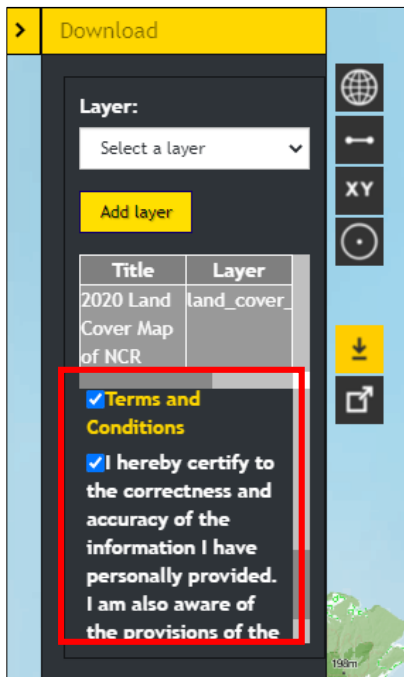 Download
Layer:
Select a layer
Add layer
Title Layer
2020 Land land_cover_
Cover Map
of NCR
Terms and
Conditions
I hereby certify to
the correctness and
accuracy of the
information I have
personally provided.
I am also aware of
the provisions of the
XY
198m